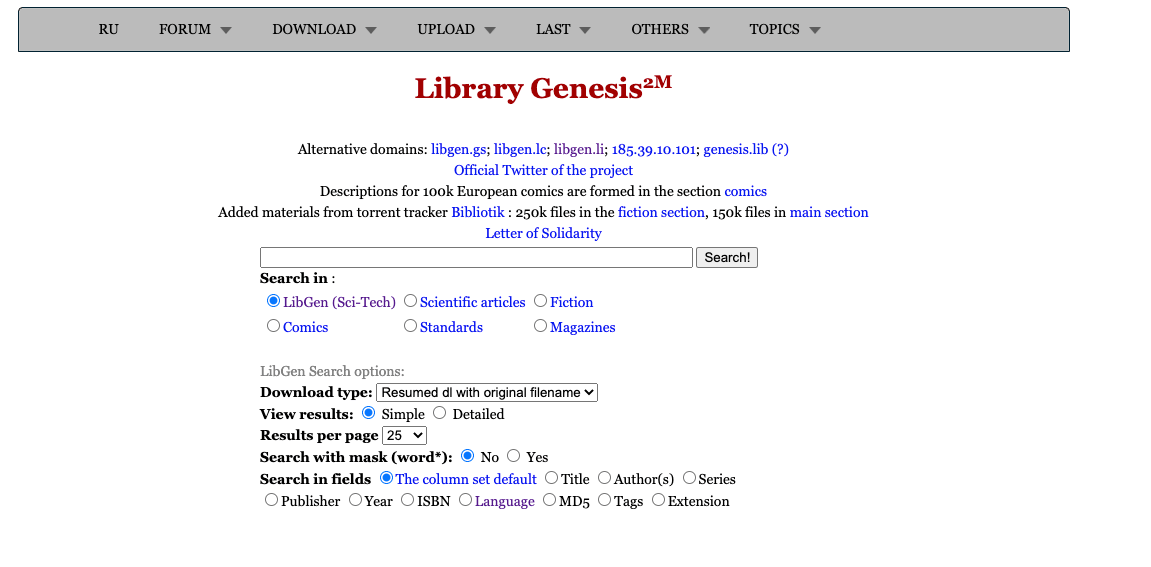 RU FORUM DOWNLOAD UPLOAD LAST OTHERS TOPICS
Library Genesis2M
Alternative domains: libgen.gs; libgen.lc; libgen.li; 185.39.10.101; genesis.lib (?)
Official Twitter of the project
Descriptions for 100k European comics are formed in the section comics
Added materials from torrent tracker Bibliotik : 250k files in the fiction section, 150k files in main section
Letter of Solidarity
Search!
Search in :
LibGen (Sci-Tech) Scientific articles Fiction
Comics Standards Magazines
LibGen Search options:
Download type: Resumed dl with original filename
View results: Simple Detailed
Results per page 25
Search with mask (word*): No Yes
Search in fields The column set default Title Author(s) Series
Publisher Year ISBN Language MD5 Tags Extension